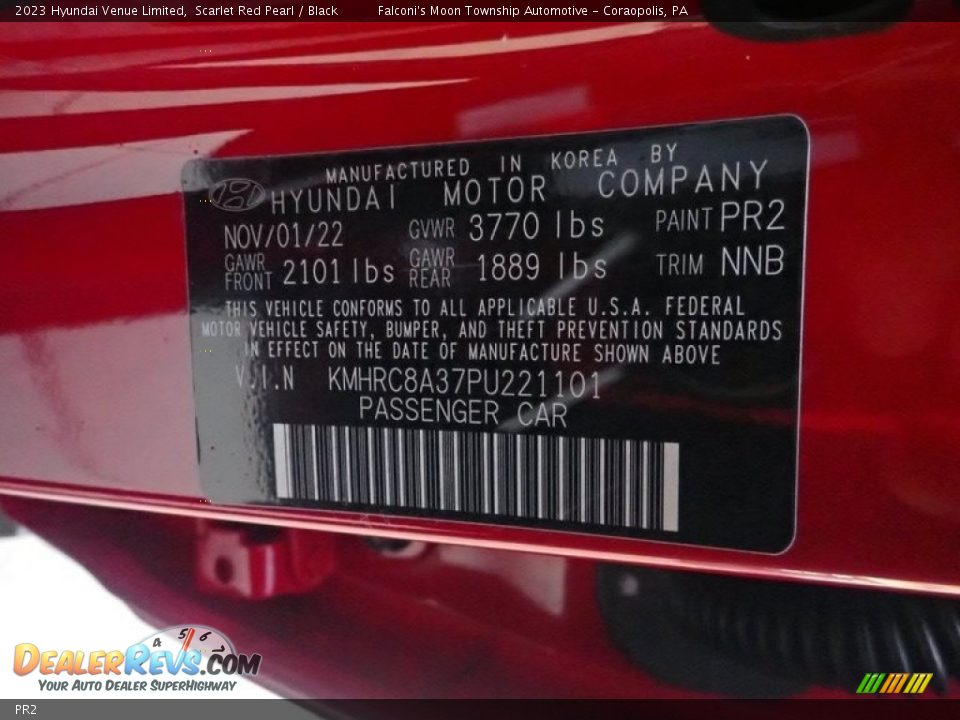 2023 Hyundai Venue Limited, Scarlet Red Pearl / Black Falconi's Moon Township Automotive - Coraopolis, PA
MANUFACTURED IN KOREA BY
HYUNDAI MOTOR COMPANY
NOV/01/22 GVWR 3770 lbs PAINT PR2
GAWR FRONT 2101 lbs GAWR REAR 1889 lbs TRIM NNB
THIS VEHICLE CONFORMS TO ALL APPLICABLE U.S.A. FEDERAL
MOTOR VEHICLE SAFETY, BUMPER, AND THEFT PREVENTION STANDARDS
IN EFFECT ON THE DATE OF MANUFACTURE SHOWN ABOVE
V.I.N KMHRC8A37PU221101
PASSENGER CAR
4 5 6
DEALERREVS.COM
YOUR AUTO DEALER SUPERHIGHWAY
PR2